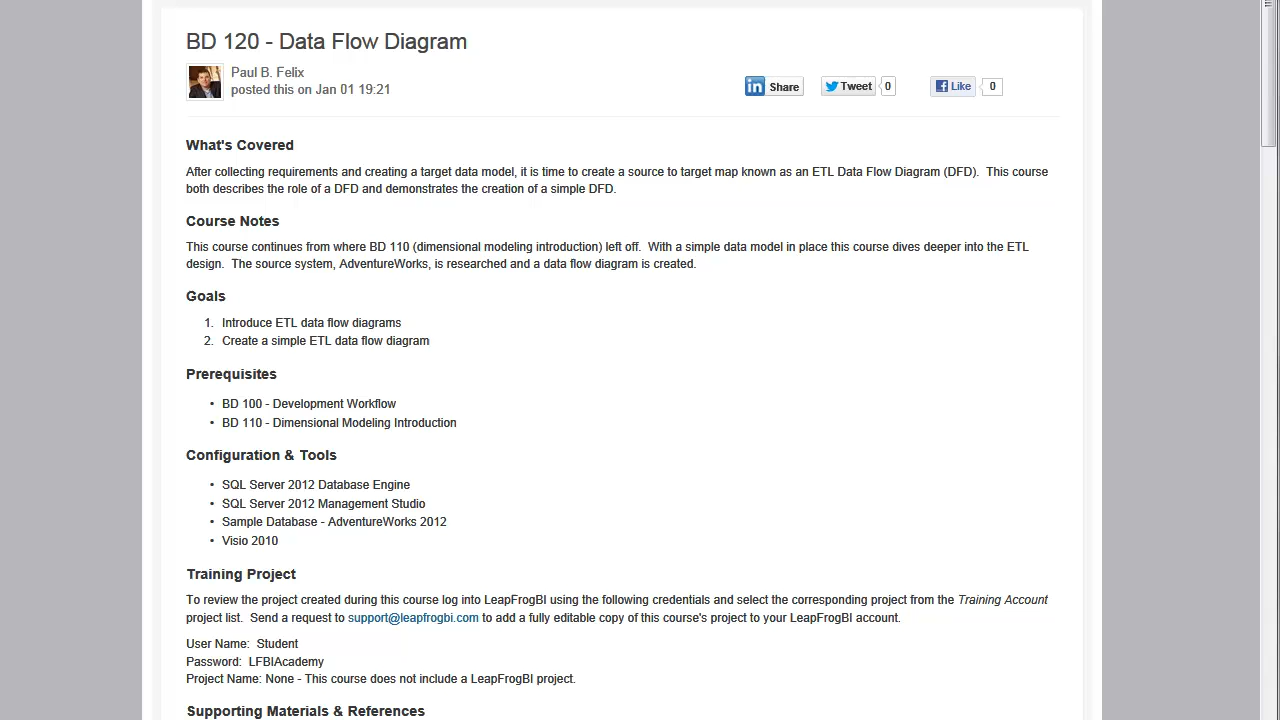 BD 120 - Data Flow Diagram
Paul B. Felix
posted this on Jan 01 19:21
in Share
Tweet 0
Like 0
What's Covered
After collecting requirements and creating a target data model, it is time to create a source to target map known as an ETL Data Flow Diagram (DFD). This course
both describes the role of a DFD and demonstrates the creation of a simple DFD.
Course Notes
This course continues from where BD 110 (dimensional modeling introduction) left off. With a simple data model in place this course dives deeper into the ETL
design. The source system, AdventureWorks, is researched and a data flow diagram is created.
Goals
1. Introduce ETL data flow diagrams
2. Create a simple ETL data flow diagram
Prerequisites
• BD 100 - Development Workflow
• BD 110 - Dimensional Modeling Introduction
Configuration & Tools
• SQL Server 2012 Database Engine
• SQL Server 2012 Management Studio
• Sample Database - AdventureWorks 2012
• Visio 2010
Training Project
To review the project created during this course log into LeapFrogBI using the following credentials and select the corresponding project from the Training Account
project list. Send a request to support@leapfrogbi.com to add a fully editable copy of this course's project to your LeapFrogBI account.
User Name: Student
Password: LFBIAcademy
Project Name: None - This course does not include a LeapFrogBI project.
Supporting Materials & References